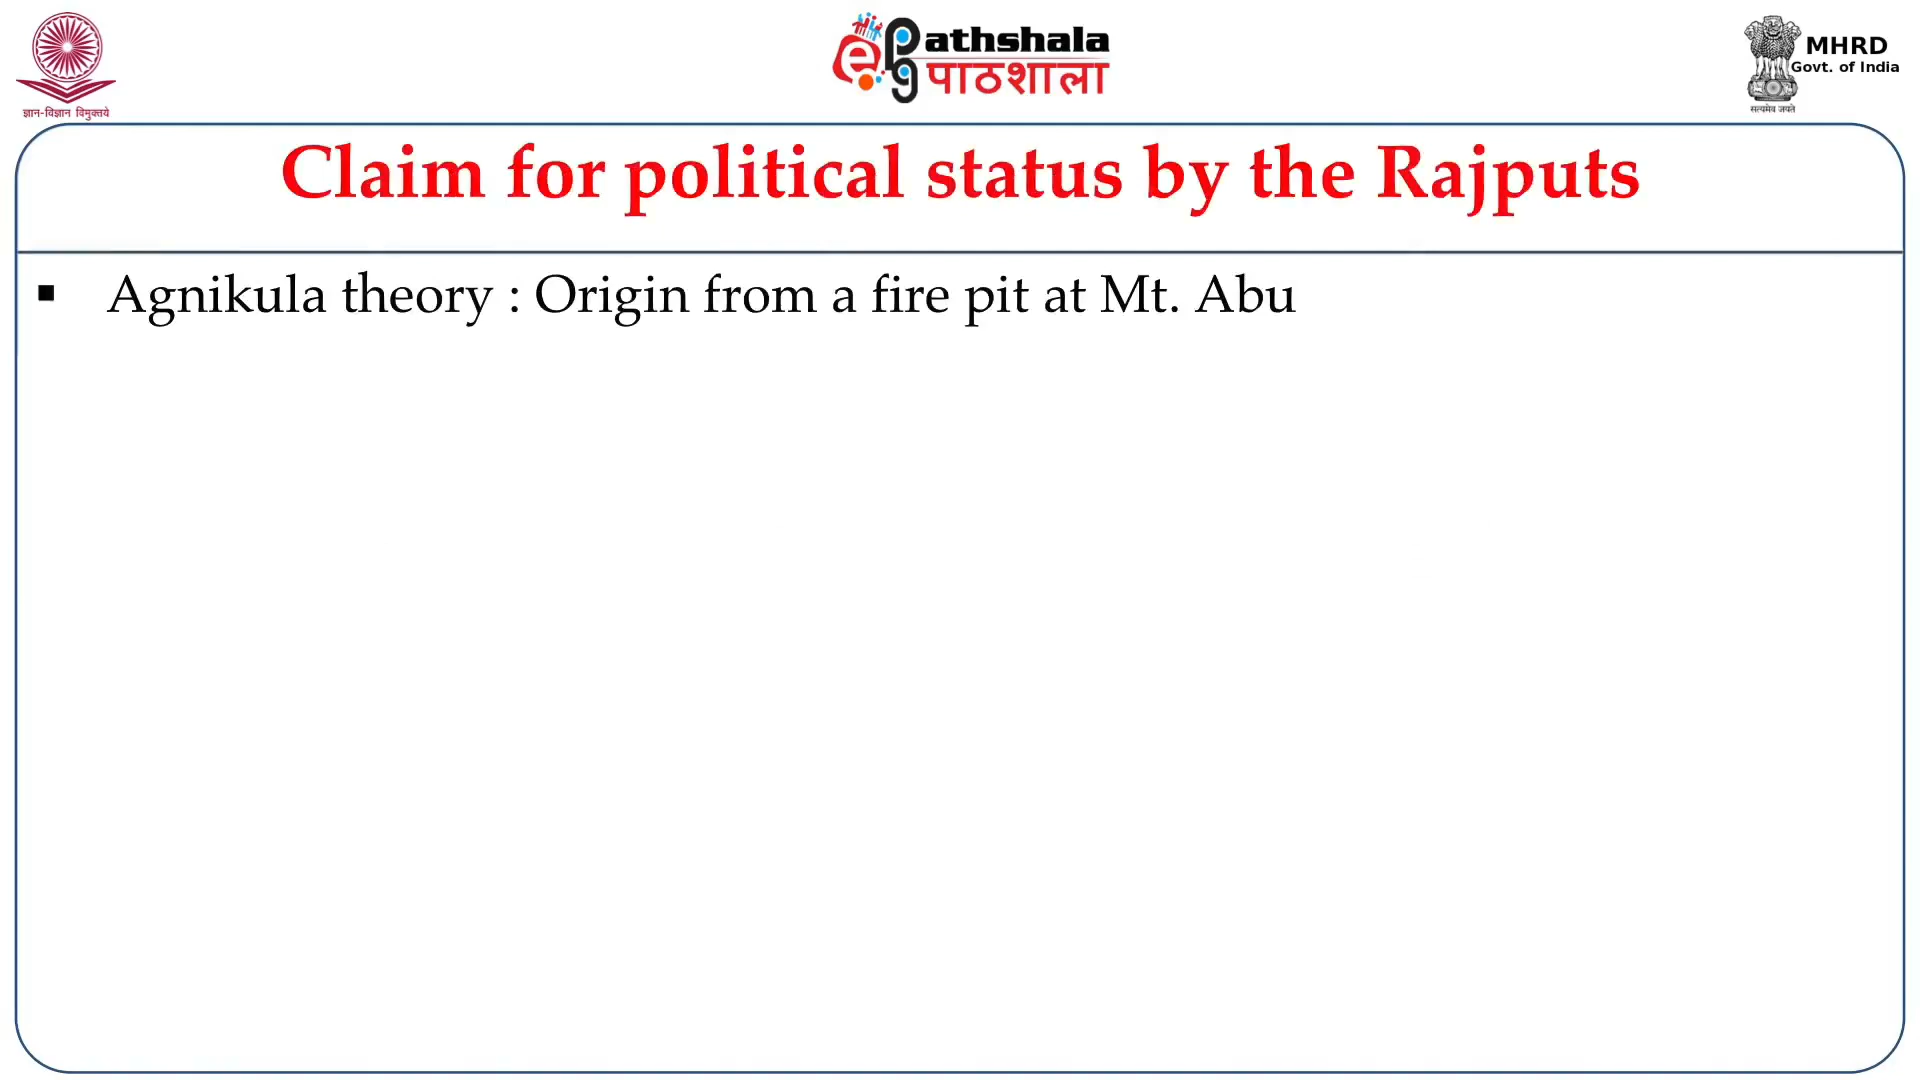 ज्ञान-विज्ञान विमुक्तये
e
pg
athshala
पाठशाला
MHRD
Govt. of India
सत्यमेव जयते
Claim for political status by the Rajputs
▪ Agnikula theory : Origin from a fire pit at Mt. Abu